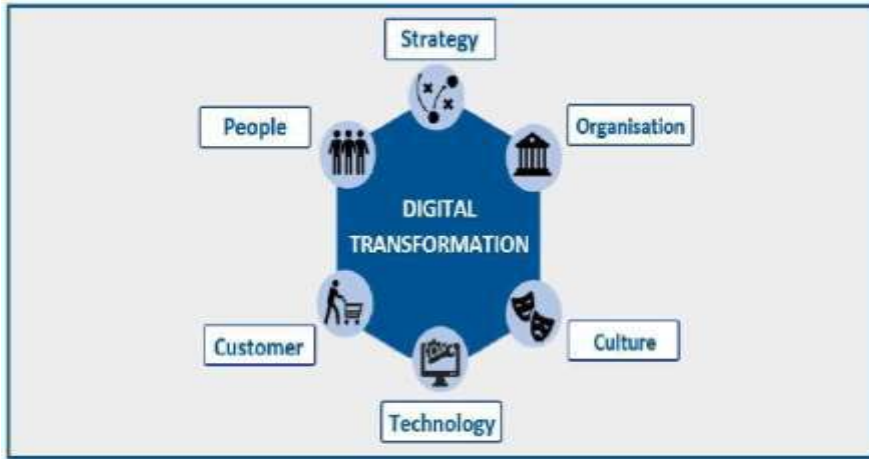 Strategy
People
Organisation
DIGITAL
TRANSFORMATION
Customer
Culture
Technology